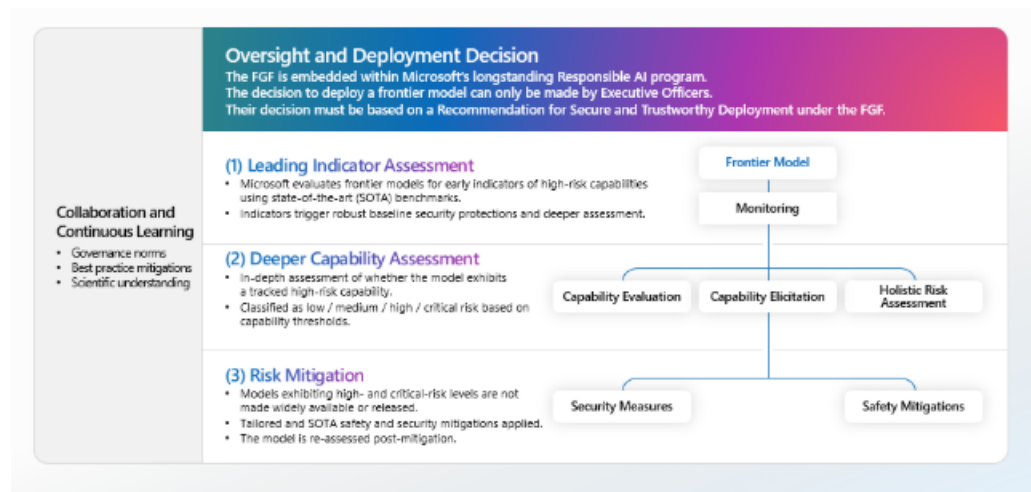 Oversight and Deployment Decision
The FGF is embedded within Microsoft's longstanding Responsible AI program.
The decision to deploy a frontier model can only be made by Executive Officers.
Their decision must be based on a Recommendation for Secure and Trustworthy Deployment under the FGF.
Collaboration and
Continuous Learning
• Governance norms
• Best practice mitigations
• Scientific understanding
(1) Leading Indicator Assessment
• Microsoft evaluates frontier models for early indicators of high-risk capabilities
using state-of-the-art (SOTA) benchmarks.
• Indicators trigger robust baseline security protections and deeper assessment.
Frontier Model
Monitoring
(2) Deeper Capability Assessment
• In-depth assessment of whether the model exhibits
a tracked high-risk capability.
• Classified as low / medium / high / critical risk based on
capability thresholds.
Capability Evaluation
Capability Elicitation
Holistic Risk
Assessment
(3) Risk Mitigation
• Models exhibiting high- and critical-risk levels are not
made widely available or released.
• Tailored and SOTA safety and security mitigations applied.
• The model is re-assessed post-mitigation.
Security Measures
Safety Mitigations